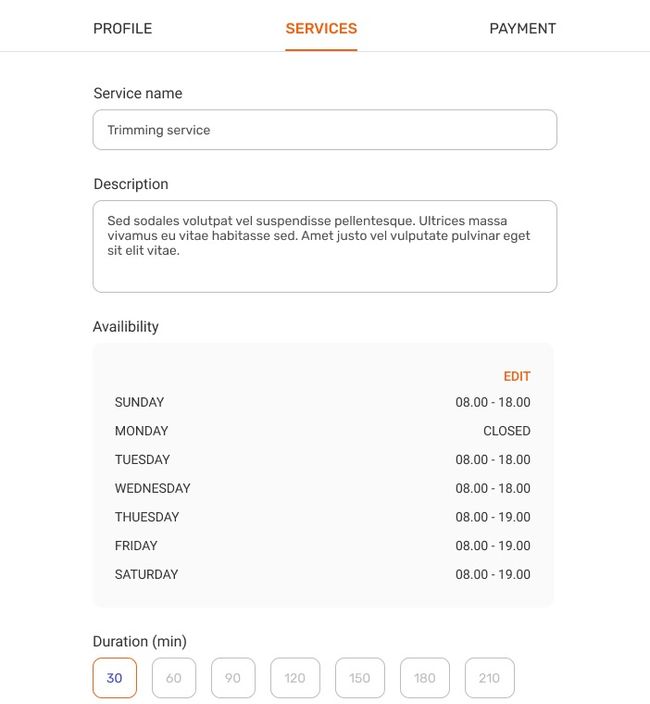 PROFILE SERVICES PAYMENT
Service name
Trimming service
Description
Sed sodales volutpat vel suspendisse pellentesque. Ultrices massa
vivamus eu vitae habitasse sed. Amet justo vel vulputate pulvinar eget
sit elit vitae.
Availibility
EDIT
SUNDAY 08.00 - 18.00
MONDAY CLOSED
TUESDAY 08.00 - 18.00
WEDNESDAY 08.00 - 18.00
THUESDAY 08.00 - 19.00
FRIDAY 08.00 - 19.00
SATURDAY 08.00 - 19.00
Duration (min)
30 60 90 120 150 180 210